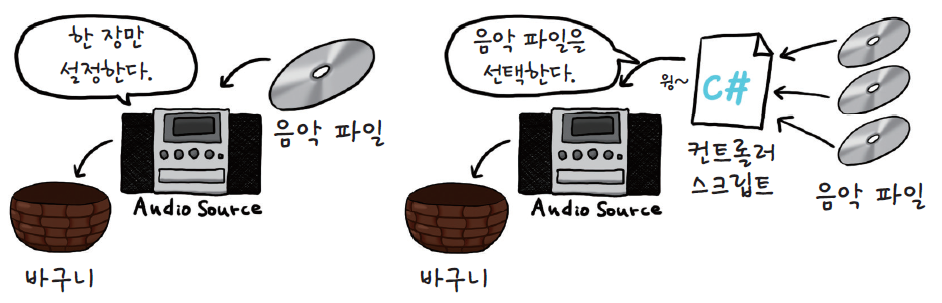 한 장만
설정한다.
음악 파일
Audio Source
바구니
음악 파일을
선택한다.
윙~
C#
컨트롤러
스크립트
음악 파일
Audio Source
바구니